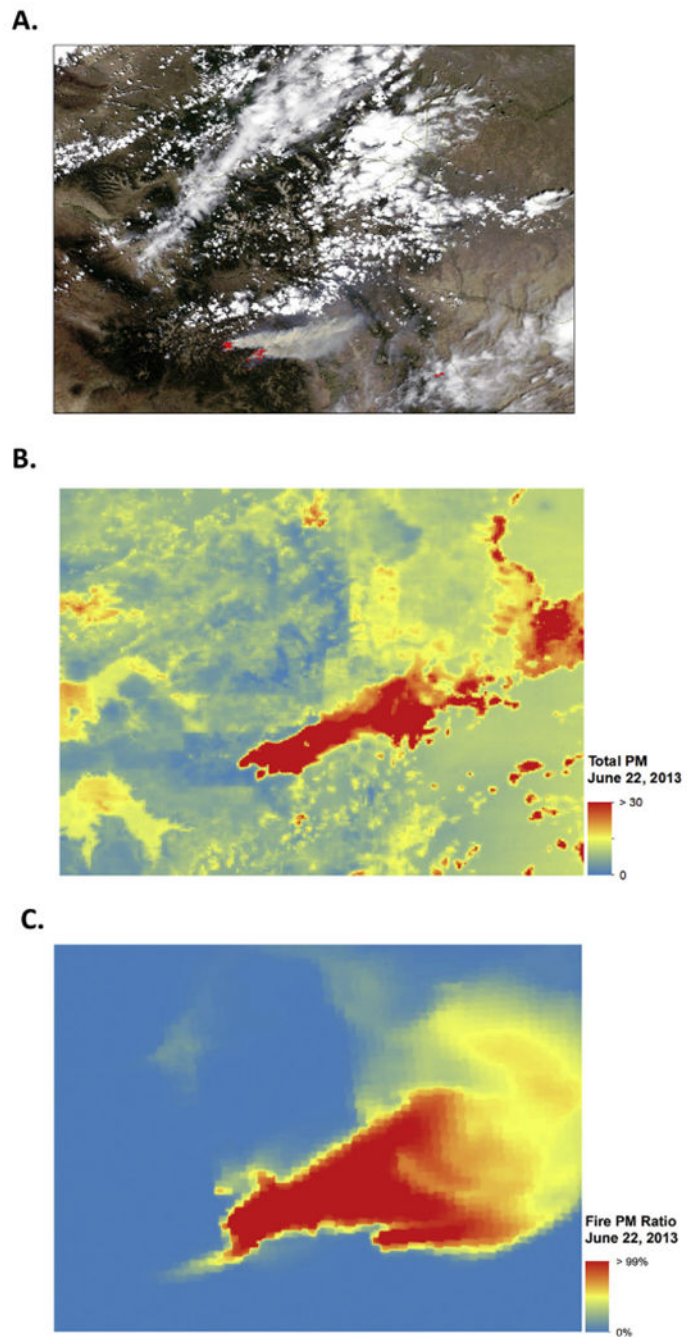 A.
B.
Total PM
June 22, 2013
> 30
0
C.
Fire PM Ratio
June 22, 2013
> 99%
0%